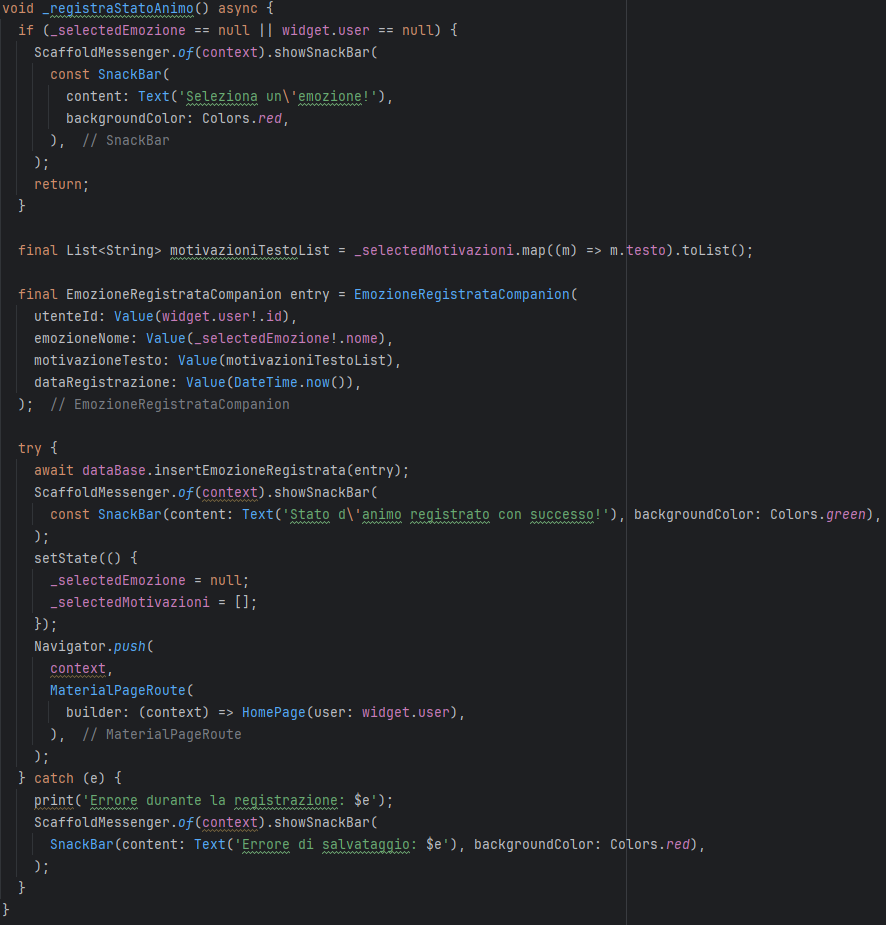 void _registraStatoAnimo() async {
  if (_selectedEmozione == null || widget.user == null) {
    ScaffoldMessenger.of(context).showSnackBar(
      const SnackBar(
        content: Text('Seleziona un\'emozione!'),
        backgroundColor: Colors.red,
      ),  // SnackBar
    );
    return;
  }

  final List<String> motivazioniTestoList = _selectedMotivazioni.map((m) => m.testo).toList();

  final EmozioneRegistrataCompanion entry = EmozioneRegistrataCompanion(
    utenteId: Value(widget.user!.id),
    emozioneNome: Value(_selectedEmozione!.nome),
    motivazioneTesto: Value(motivazioniTestoList),
    dataRegistrazione: Value(DateTime.now()),
  );  // EmozioneRegistrataCompanion

  try {
    await dataBase.insertEmozioneRegistrata(entry);
    ScaffoldMessenger.of(context).showSnackBar(
      const SnackBar(content: Text('Stato d\'animo registrato con successo!'), backgroundColor: Colors.green),
    );
    setState(() {
      _selectedEmozione = null;
      _selectedMotivazioni = [];
    });
    Navigator.push(
      context,
      MaterialPageRoute(
        builder: (context) => HomePage(user: widget.user),
      ),  // MaterialPageRoute
    );
  } catch (e) {
    print('Errore durante la registrazione: $e');
    ScaffoldMessenger.of(context).showSnackBar(
      SnackBar(content: Text('Errore di salvataggio: $e'), backgroundColor: Colors.red),
    );
  }
}